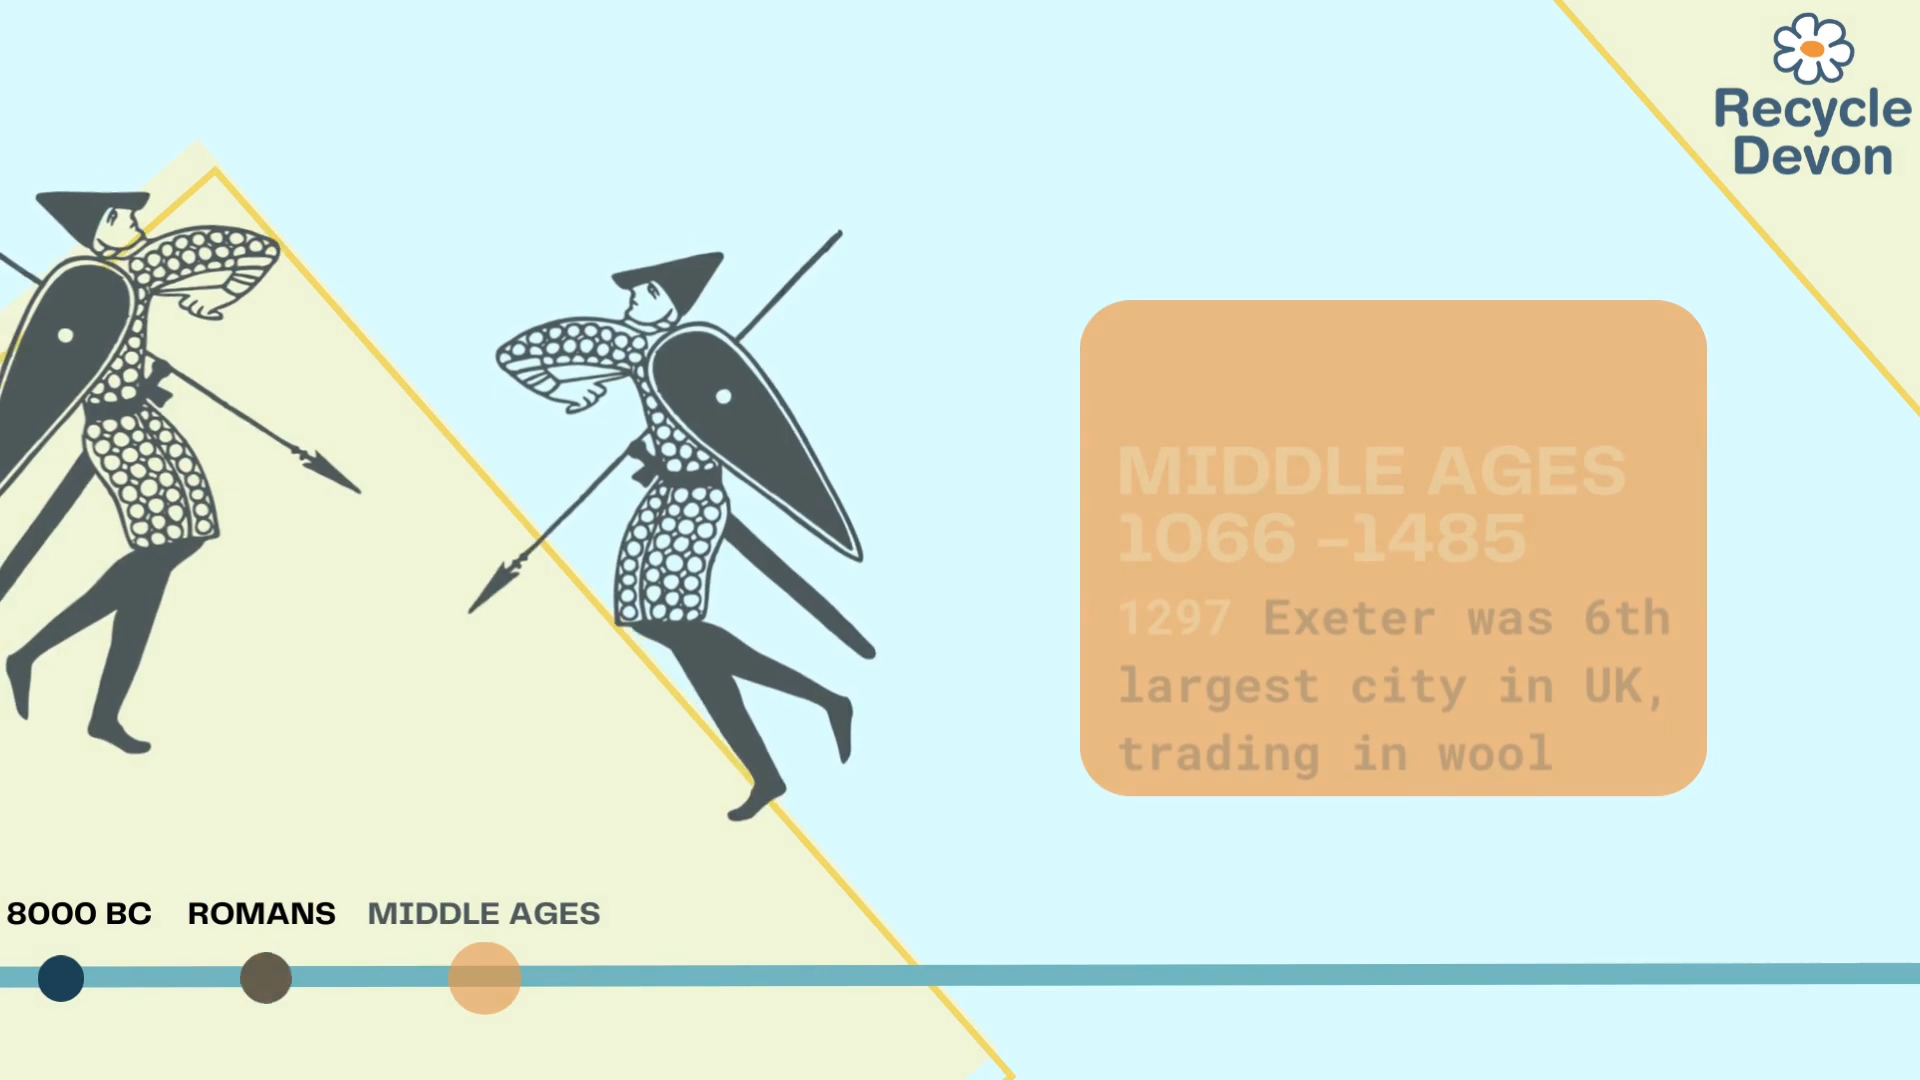 Recycle
Devon
MIDDLE AGES
1066 –1485
1297 Exeter was 6th
largest city in UK,
trading in wool
8000 BC ROMANS MIDDLE AGES